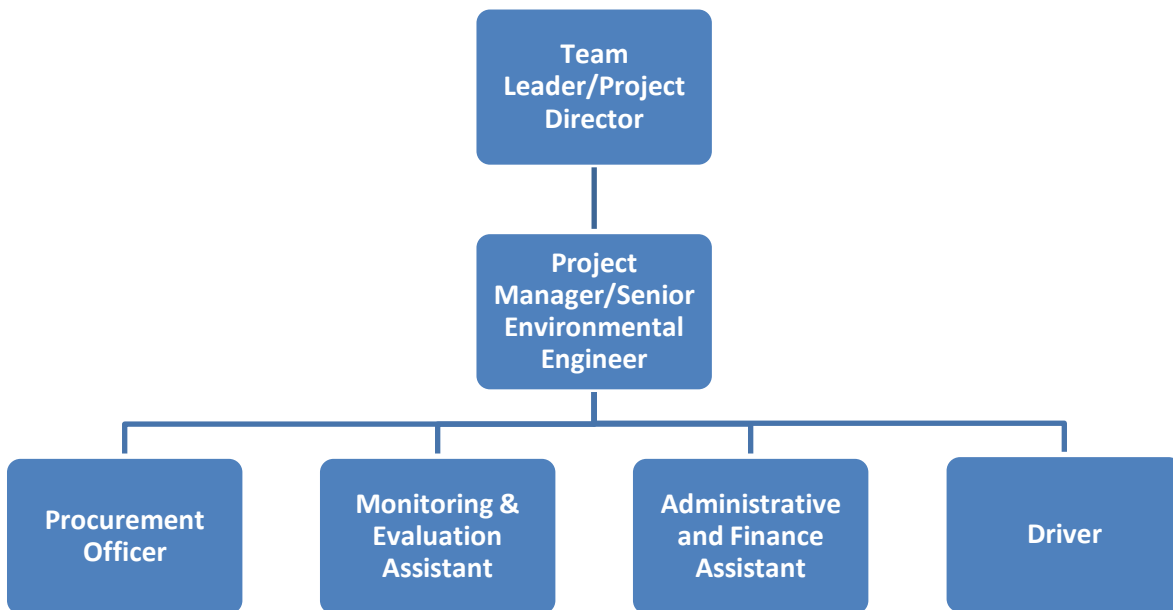 Team
Leader/Project
Director
Project
Manager/Senior
Environmental
Engineer
Procurement
Officer
Monitoring &
Evaluation
Assistant
Administrative
and Finance
Assistant
Driver